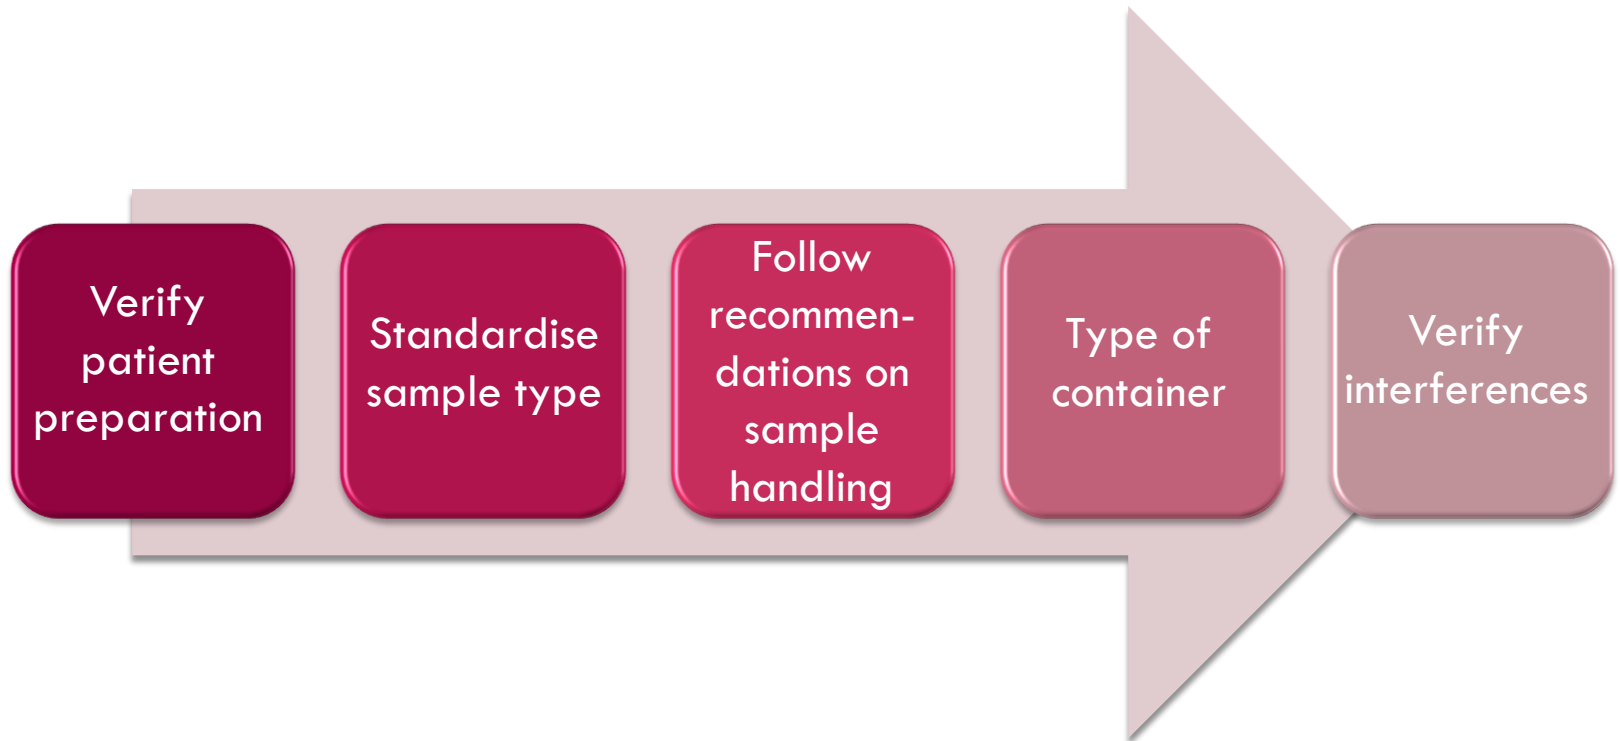 Verify
patient
preparation
Standardise
sample type
Follow
recommen-
dations on
sample
handling
Type of
container
Verify
interferences